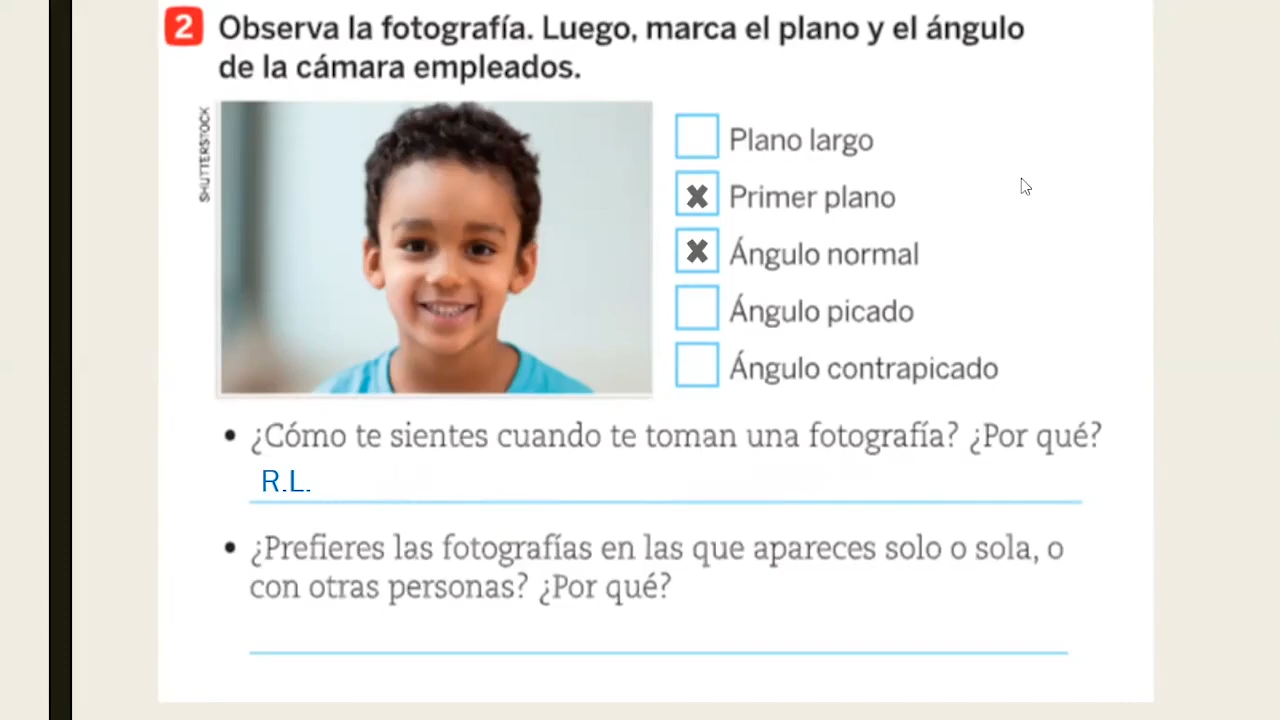 2 Observa la fotografía. Luego, marca el plano y el ángulo
de la cámara empleados.
SHUTTERSTOCK
Plano largo
Primer plano
Ángulo normal
Ángulo picado
Ángulo contrapicado
• ¿Cómo te sientes cuando te toman una fotografía? ¿Por qué?
R.L.
• ¿Prefieres las fotografías en las que apareces solo o sola, o
con otras personas? ¿Por qué?